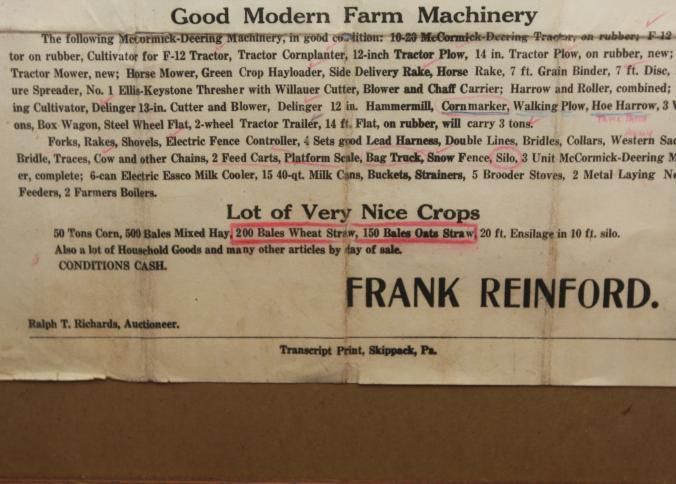 Good Modern Farm Machinery
The following McCormick-Deering Machinery, in good condition: 10-20 McCormick-Deering Tractor, on rubber; F-12
tor on rubber, Cultivator for F-12 Tractor, Tractor Cornplanter, 12-inch Tractor Plow, 14 in. Tractor Plow, on rubber, new;
Tractor Mower, new; Horse Mower, Green Crop Hayloader, Side Delivery Rake, Horse Rake, 7 ft. Grain Binder, 7 ft. Disc,
ure Spreader, No. 1 Ellis-Keystone Thresher with Willauer Cutter, Blower and Chaff Carrier; Harrow and Roller, combined;
ing Cultivator, Delinger 13-in. Cutter and Blower, Delinger 12 in. Hammermill, Cornmarker, Walking Plow, Hoe Harrow, 3 W
ons, Box Wagon, Steel Wheel Flat, 2-wheel Tractor Trailer, 14 ft. Flat, on rubber, will carry 3 tons.
Forks, Rakes, Shovels, Electric Fence Controller, 4 Sets good Lead Harness, Double Lines, Bridles, Collars, Western Sad
Bridle, Traces, Cow and other Chains, 2 Feed Carts, Platform Scale, Bag Truck, Snow Fence, Silo, 3 Unit McCormick-Deering M
er, complete; 6-can Electric Essco Milk Cooler, 15 40-qt. Milk Cans, Buckets, Strainers, 5 Brooder Stoves, 2 Metal Laying Ne
Feeders, 2 Farmers Boilers.
Lot of Very Nice Crops
50 Tons Corn, 500 Bales Mixed Hay, 200 Bales Wheat Straw, 150 Bales Oats Straw, 20 ft. Ensilage in 10 ft. silo.
Also a lot of Household Goods and many other articles by day of sale.
CONDITIONS CASH.
FRANK REINFORD.
Ralph T. Richards, Auctioneer.
Transcript Print, Skippack, Pa.